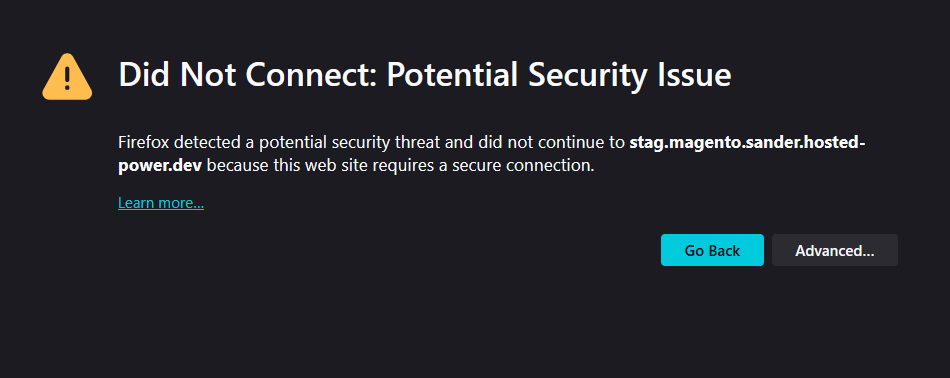 Did Not Connect: Potential Security Issue
Firefox detected a potential security threat and did not continue to stag.magento.sander.hosted-
power.dev because this web site requires a secure connection.
Learn more...
Go Back
Advanced...